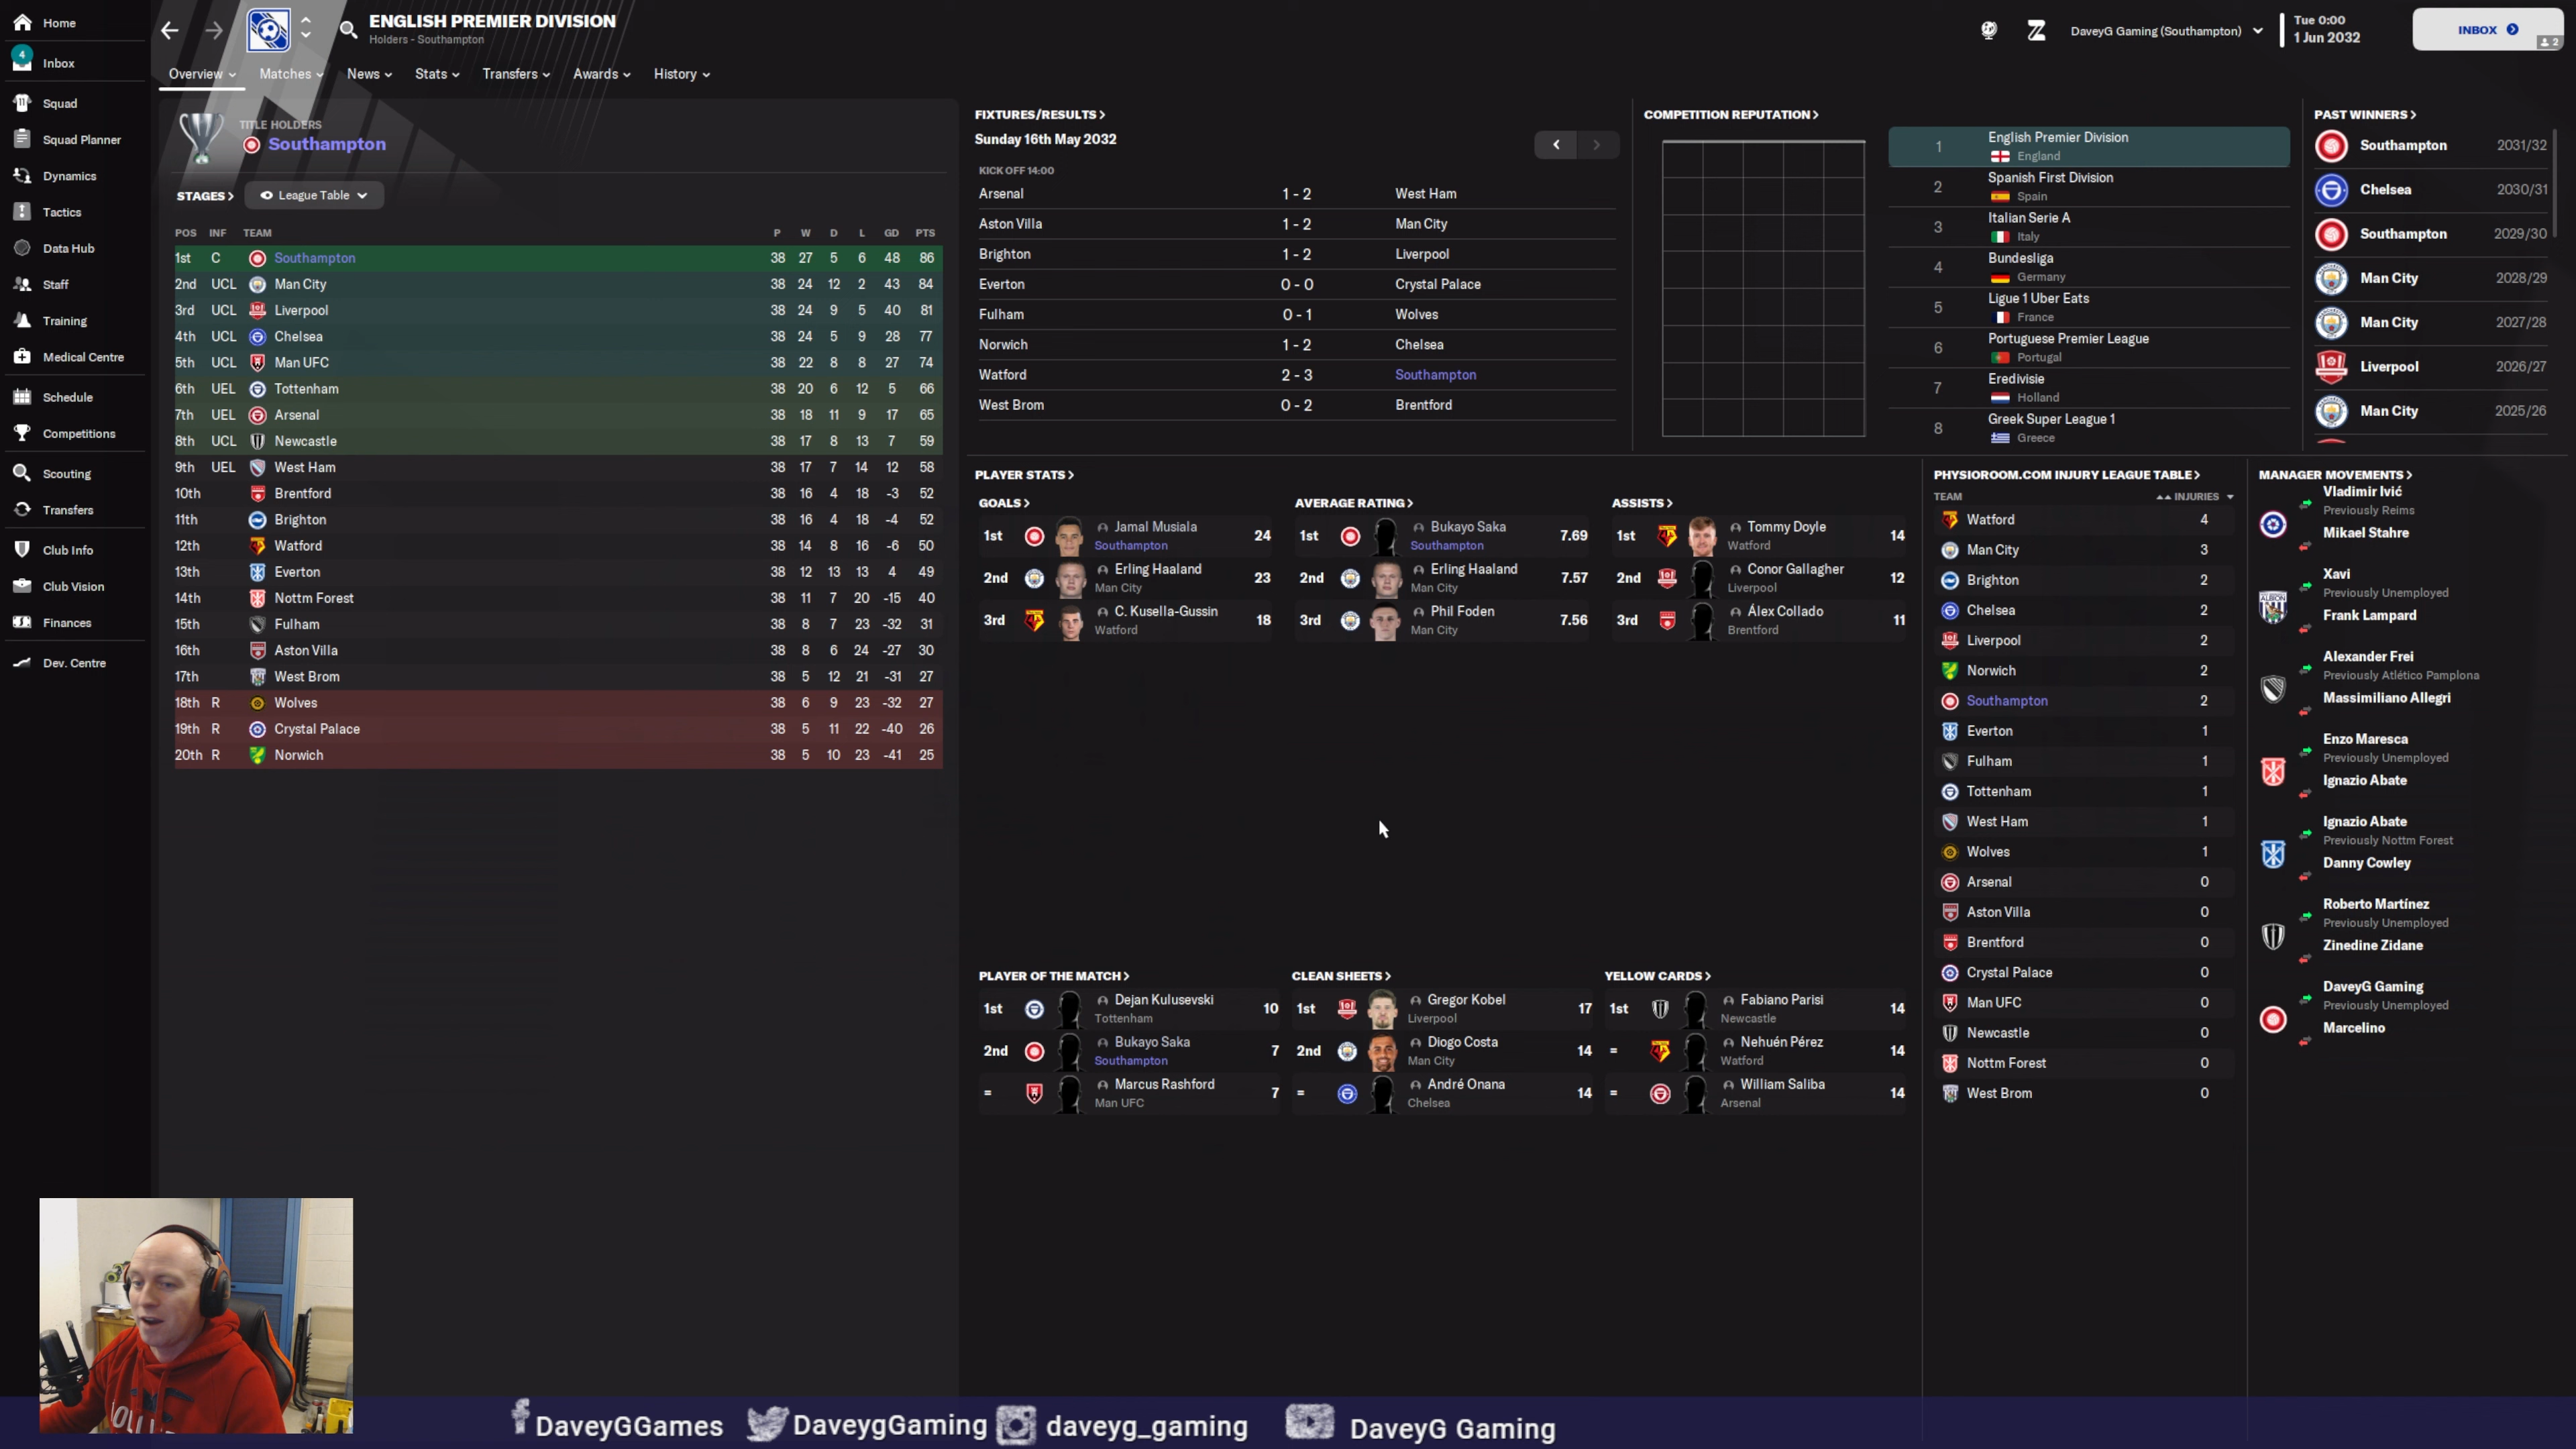 Home
4
Inbox
Squad
Squad Planner
Dynamics
Tactics
Data Hub
Staff
Training
Medical Centre
Schedule
Competitions
Scouting
Transfers
Club Info
Club Vision
Finances
Dev. Centre
ENGLISH PREMIER DIVISION
Holders - Southampton
DaveyG Gaming (Southampton)
Tue 0:00
1 Jun 2032
INBOX
2
Overview Matches News Stats Transfers Awards History
TITLE HOLDERS
Southampton
STAGES > League Table
POS INF TEAM P W D L GD PTS
1st C Southampton 38 27 5 6 48 86
2nd UCL Man City 38 24 12 2 43 84
3rd UCL Liverpool 38 24 9 5 40 81
4th UCL Chelsea 38 24 5 9 28 77
5th UCL Man UFC 38 22 8 8 27 74
6th UEL Tottenham 38 20 6 12 5 66
7th UEL Arsenal 38 18 11 9 17 65
8th UCL Newcastle 38 17 8 13 7 59
9th UEL West Ham 38 17 7 14 12 58
10th Brentford 38 16 4 18 -3 52
11th Brighton 38 16 4 18 -4 52
12th Watford 38 14 8 16 -6 50
13th Everton 38 12 13 13 4 49
14th Nottm Forest 38 11 7 20 -15 40
15th Fulham 38 8 7 23 -32 31
16th Aston Villa 38 8 6 24 -27 30
17th West Brom 38 5 12 21 -31 27
18th R Wolves 38 6 9 23 -32 27
19th R Crystal Palace 38 5 11 22 -40 26
20th R Norwich 38 5 10 23 -41 25
FIXTURES/RESULTS >
Sunday 16th May 2032
KICK OFF 14:00
Arsenal 1 - 2 West Ham
Aston Villa 1 - 2 Man City
Brighton 1 - 2 Liverpool
Everton 0 - 0 Crystal Palace
Fulham 0 - 1 Wolves
Norwich 1 - 2 Chelsea
Watford 2 - 3 Southampton
West Brom 0 - 2 Brentford
COMPETITION REPUTATION >
1 English Premier Division
England
2 Spanish First Division
Spain
3 Italian Serie A
Italy
4 Bundesliga
Germany
5 Ligue 1 Uber Eats
France
6 Portuguese Premier League
Portugal
7 Eredivisie
Holland
8 Greek Super League 1
Greece
PAST WINNERS >
Southampton 2031/32
Chelsea 2030/31
Southampton 2029/30
Man City 2028/29
Man City 2027/28
Liverpool 2026/27
Man City 2025/26
PLAYER STATS >
GOALS >
1st Jamal Musiala 24
Southampton
2nd Erling Haaland 23
Man City
3rd C. Kusella-Gussin 18
Watford
AVERAGE RATING >
1st Bukayo Saka 7.69
Southampton
2nd Erling Haaland 7.57
Man City
3rd Phil Foden 7.56
Man City
ASSISTS >
1st Tommy Doyle 14
Watford
2nd Conor Gallagher 12
Liverpool
3rd Álex Collado 11
Brentford
PLAYER OF THE MATCH >
1st Dejan Kulusevski 10
Tottenham
2nd Bukayo Saka 7
Southampton
= Marcus Rashford 7
Man UFC
CLEAN SHEETS >
1st Gregor Kobel 17
Liverpool
2nd Diogo Costa 14
Man City
= André Onana 14
Chelsea
YELLOW CARDS >
1st Fabiano Parisi 14
Newcastle
= Nehuén Pérez 14
Watford
= William Saliba 14
Arsenal
PHYSIOROOM.COM INJURY LEAGUE TABLE >
TEAM INJURIES
Watford 4
Man City 3
Brighton 2
Chelsea 2
Liverpool 2
Norwich 2
Southampton 2
Everton 1
Fulham 1
Tottenham 1
West Ham 1
Wolves 1
Arsenal 0
Aston Villa 0
Brentford 0
Crystal Palace 0
Man UFC 0
Newcastle 0
Nottm Forest 0
West Brom 0
MANAGER MOVEMENTS >
Vladimir Ivić
Previously Reims
Mikael Stahre
Xavi
Previously Unemployed
Frank Lampard
Alexander Frei
Previously Atlético Pamplona
Massimiliano Allegri
Enzo Maresca
Previously Unemployed
Ignazio Abate
Ignazio Abate
Previously Nottm Forest
Danny Cowley
Roberto Martínez
Previously Unemployed
Zinedine Zidane
DaveyG Gaming
Previously Unemployed
Marcelino
DaveyGGames DaveygGaming daveyg_gaming DaveyG Gaming